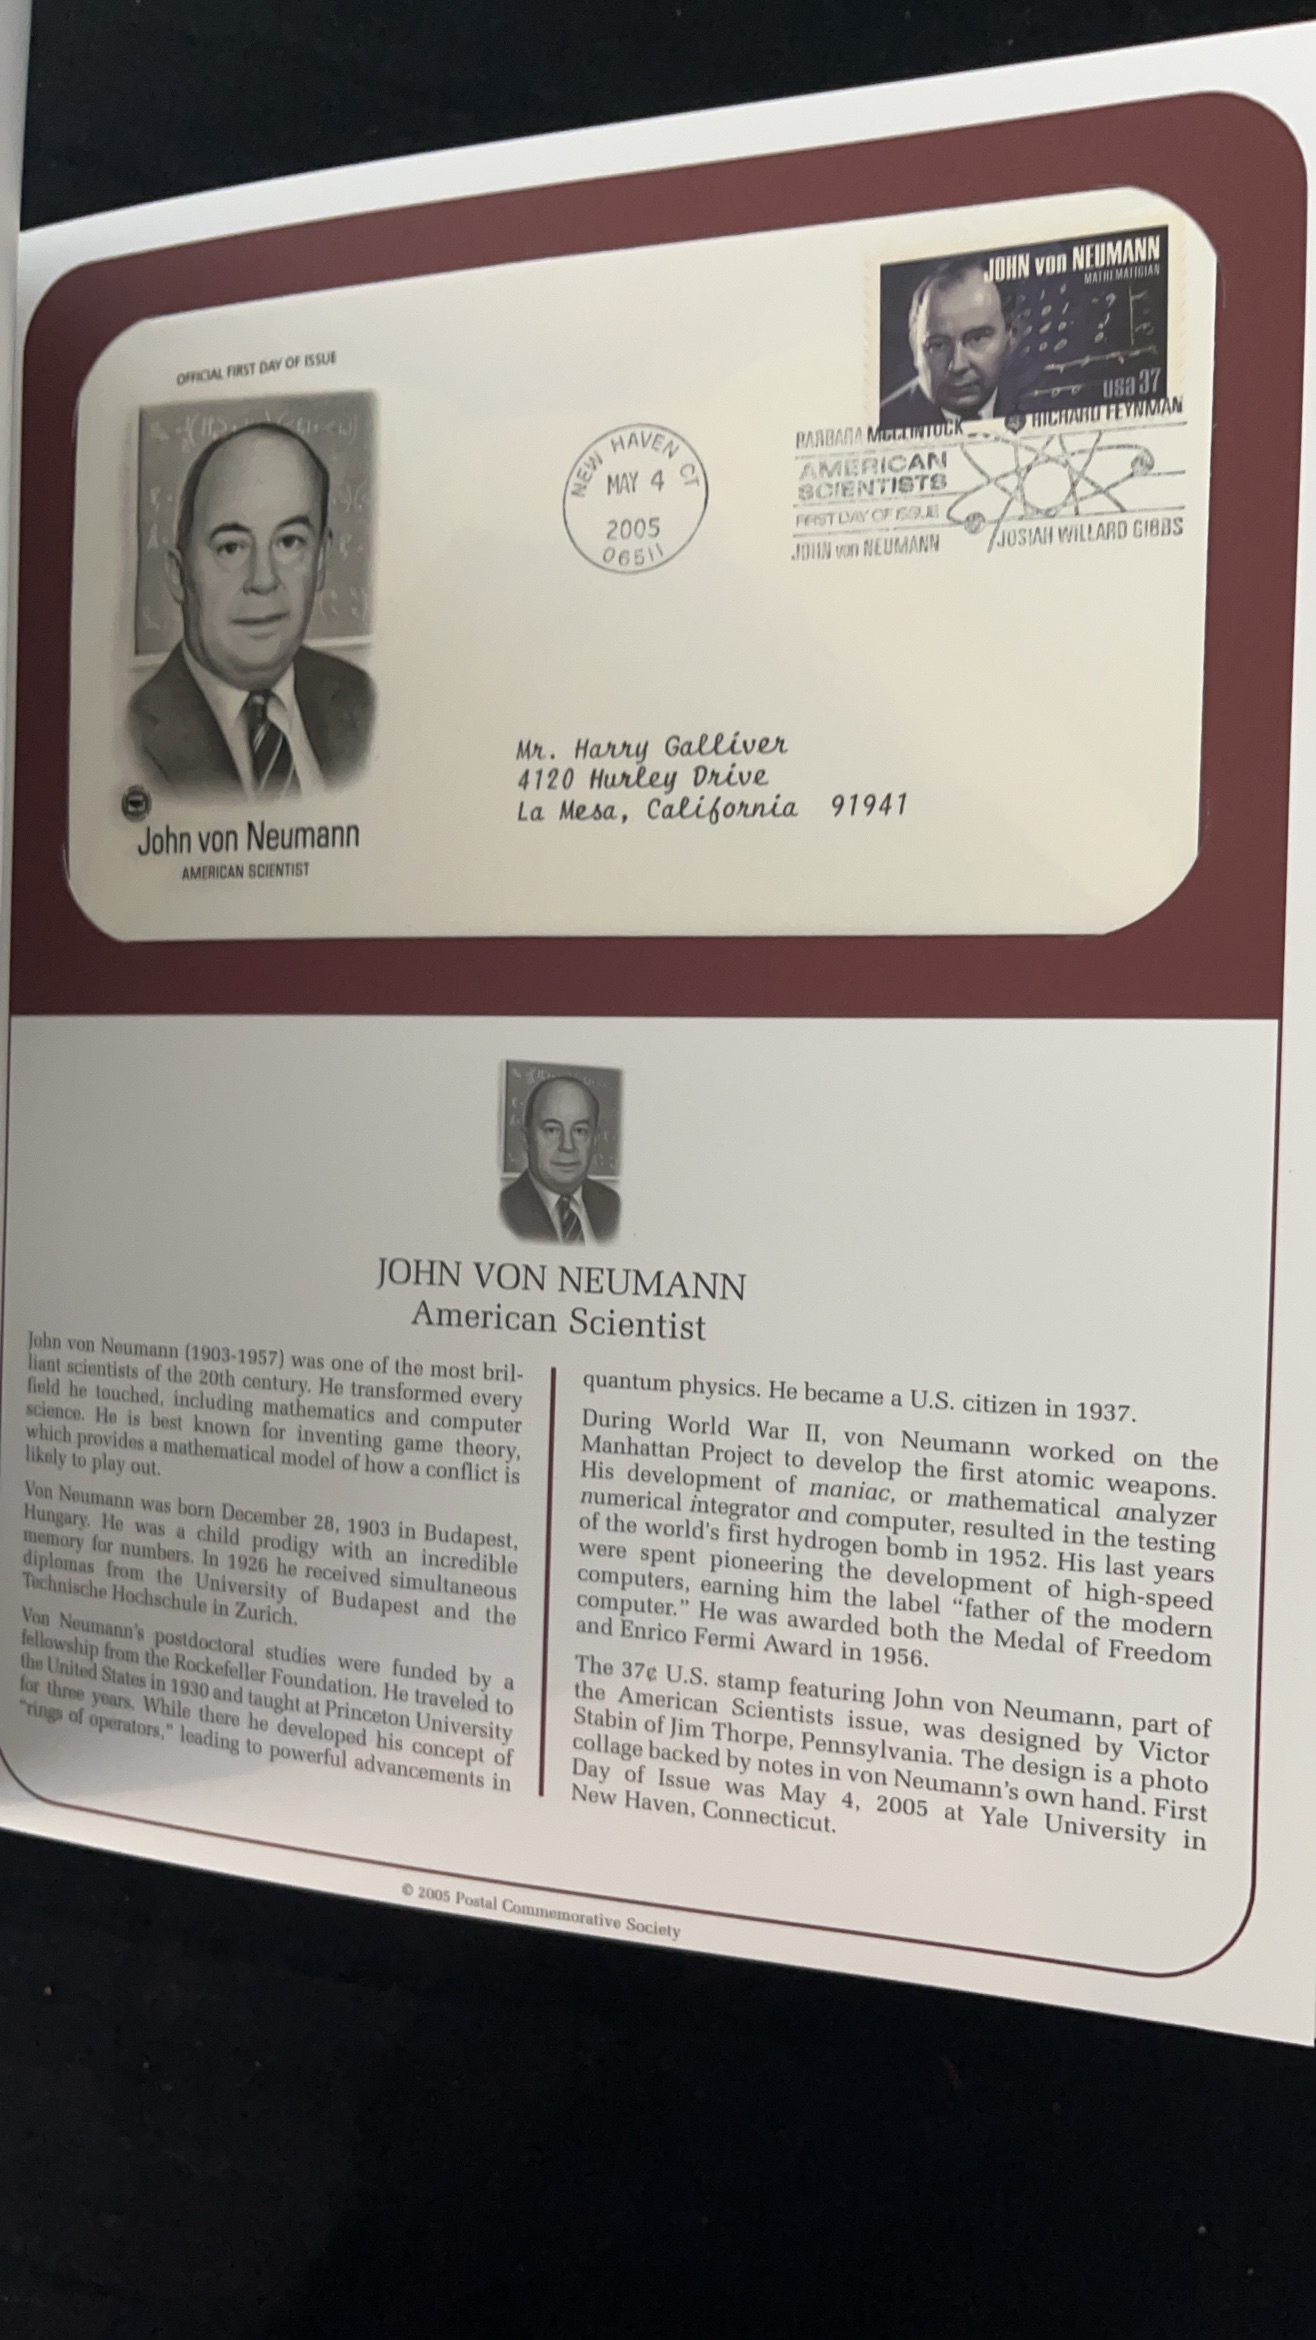 OFFICIAL FIRST DAY OF ISSUE
JOHN von NEUMANN
MATHEMATICIAN
USA 37
NEW HAVEN CT
MAY 4
2005
06511
BARBARA McCLINTOCK
RICHARD FEYNMAN
AMERICAN
SCIENTISTS
FIRST DAY OF ISSUE
JOHN von NEUMANN
JOSIAH WILLARD GIBBS
Mr. Harry Galliver
4120 Hurley Drive
La Mesa, California 91941
John von Neumann
AMERICAN SCIENTIST
JOHN VON NEUMANN
American Scientist
John von Neumann (1903-1957) was one of the most bril-
liant scientists of the 20th century. He transformed every
field he touched, including mathematics and computer
science. He is best known for inventing game theory,
which provides a mathematical model of how a conflict is
likely to play out.
Von Neumann was born December 28, 1903 in Budapest,
Hungary. He was a child prodigy with an incredible
memory for numbers. In 1926 he received simultaneous
diplomas from the University of Budapest and the
Technische Hochschule in Zurich.
Von Neumann's postdoctoral studies were funded by a
fellowship from the Rockefeller Foundation. He traveled to
the United States in 1930 and taught at Princeton University
for three years. While there he developed his concept of
"rings of operators," leading to powerful advancements in
quantum physics. He became a U.S. citizen in 1937.
During World War II, von Neumann worked on the
Manhattan Project to develop the first atomic weapons.
His development of maniac, or mathematical analyzer
numerical integrator and computer, resulted in the testing
of the world's first hydrogen bomb in 1952. His last years
were spent pioneering the development of high-speed
computers, earning him the label "father of the modern
computer." He was awarded both the Medal of Freedom
and Enrico Fermi Award in 1956.
The 37¢ U.S. stamp featuring John von Neumann, part of
the American Scientists issue, was designed by Victor
Stabin of Jim Thorpe, Pennsylvania. The design is a photo
collage backed by notes in von Neumann's own hand. First
Day of Issue was May 4, 2005 at Yale University in
New Haven, Connecticut.
© 2005 Postal Commemorative Society